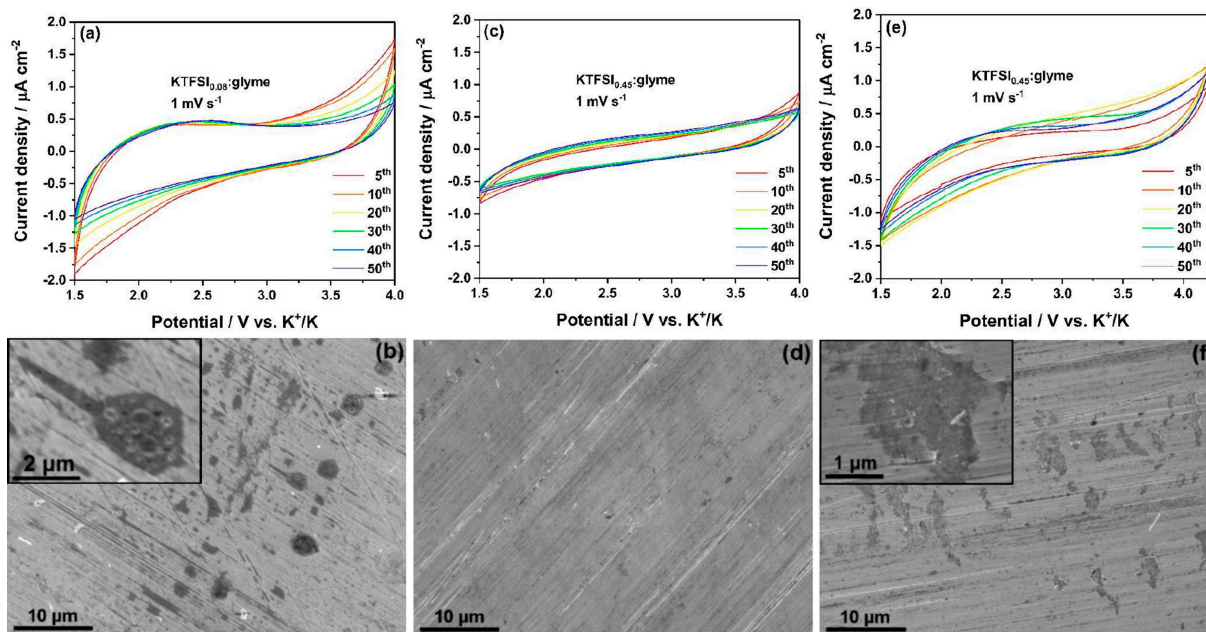 (a)
KTFSI0.08:glyme
1 mV s-1
2.0
1.5
1.0
0.5
0.0
-0.5
-1.0
-1.5
-2.0
Current density / μA cm-2
5th
10th
20th
30th
40th
50th
1.5 2.0 2.5 3.0 3.5 4.0
Potential / V vs. K+/K
(c)
KTFSI0.45:glyme
1 mV s-1
2.0
1.5
1.0
0.5
0.0
-0.5
-1.0
-1.5
-2.0
Current density / μA cm-2
5th
10th
20th
30th
40th
50th
1.5 2.0 2.5 3.0 3.5 4.0
Potential / V vs. K+/K
(e)
KTFSI0.45:glyme
1 mV s-1
2.0
1.5
1.0
0.5
0.0
-0.5
-1.0
-1.5
-2.0
Current density / μA cm-2
5th
10th
20th
30th
40th
50th
1.5 2.0 2.5 3.0 3.5 4.0
Potential / V vs. K+/K
(b)
2 μm
10 μm
(d)
10 μm
(f
1 μm
10 μm